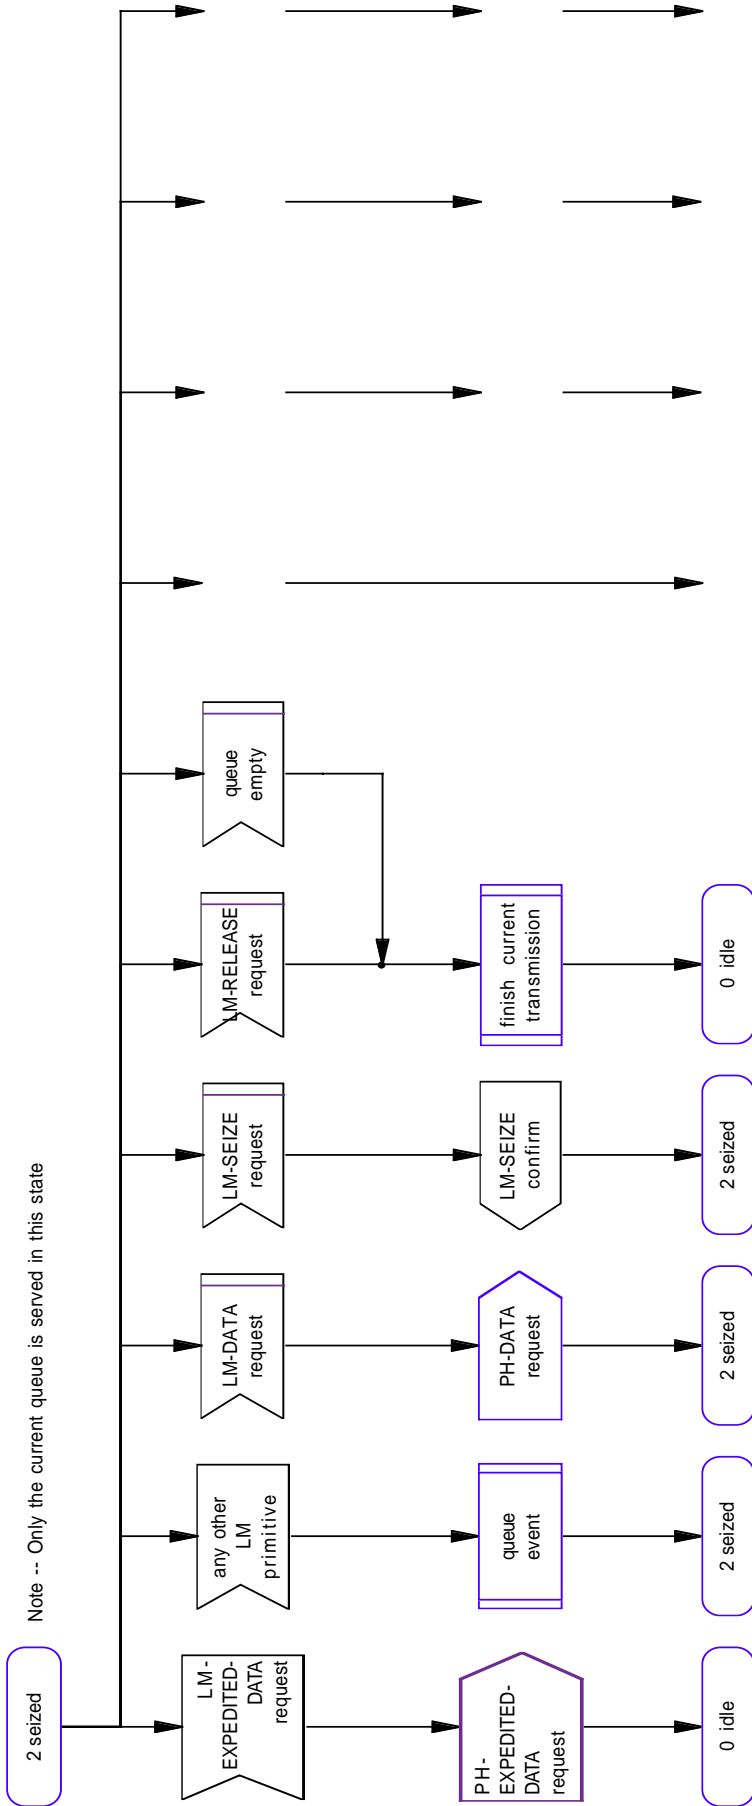 2 seized
Note -- Only the current queue is served in this state
LM-
EXPEDITED-
DATA
request
PH-
EXPEDITED-
DATA
request
0 idle
any other
LM
primitive
queue
event
2 seized
LM-DATA
request
PH-DATA
request
2 seized
LM-SEIZE
request
LM-SEIZE
confirm
2 seized
LM-RELEASE
request
finish current
transmission
0 idle
queue
empty